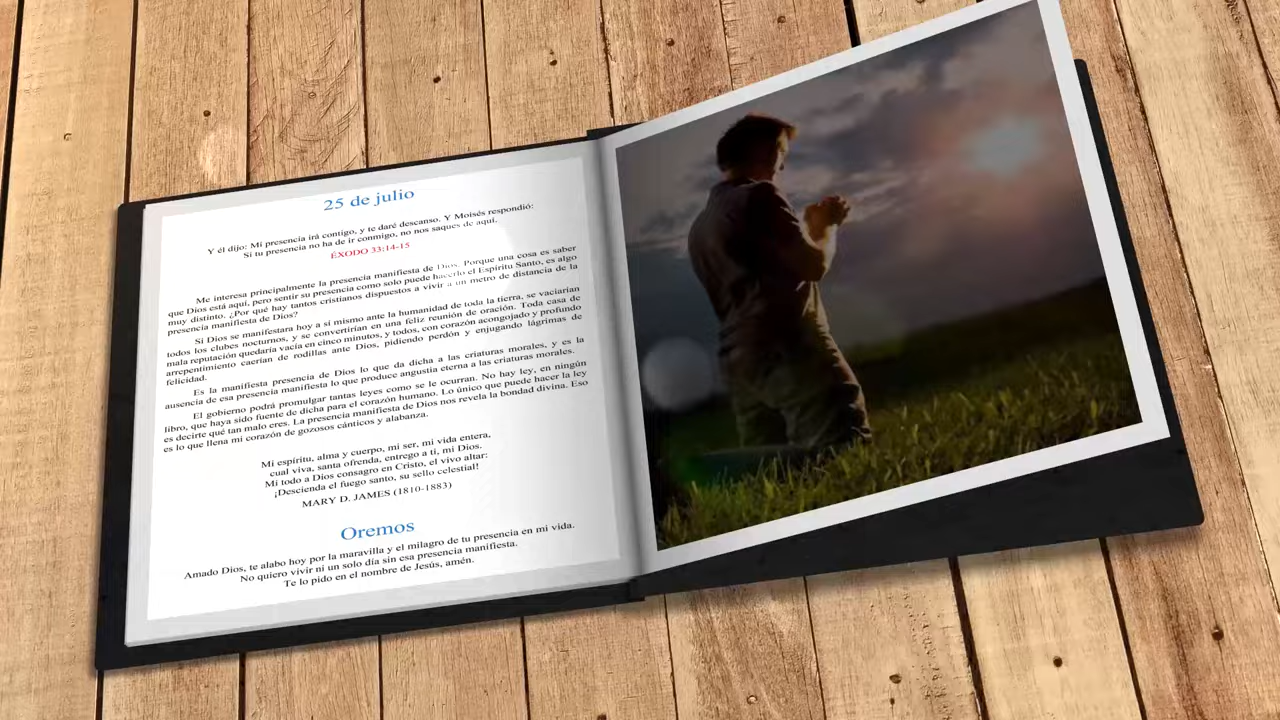 25 de julio
Y él dijo: Mi presencia irá contigo, y te daré descanso. Y Moisés respondió:
Si tu presencia no ha de ir conmigo, no nos saques de aquí.
ÉXODO 33:14-15
Me interesa principalmente la presencia manifiesta de Dios. Porque una cosa es saber
que Dios está aquí, pero sentir su presencia como solo puede hacerlo el Espíritu Santo, es algo
muy distinto. ¿Por qué hay tantos cristianos dispuestos a vivir a un metro de distancia de la
presencia manifiesta de Dios?
Si Dios se manifestara hoy a sí mismo ante la humanidad de toda la tierra, se vaciarían
todos los clubes nocturnos, y se convertirían en una feliz reunión de oración. Toda casa de
mala reputación quedaría vacía en cinco minutos, y todos, con corazón acongojado y profundo
arrepentimiento caerían de rodillas ante Dios, pidiendo perdón y enjugando lágrimas de
felicidad.
Es la manifiesta presencia de Dios lo que da dicha a las criaturas morales, y es la
ausencia de esa presencia manifiesta lo que produce angustia eterna a las criaturas morales.
El gobierno podrá promulgar tantas leyes como se le ocurran. No hay ley, en ningún
libro, que haya sido fuente de dicha para el corazón humano. Lo único que puede hacer la ley
es decirte qué tan malo eres. La presencia manifiesta de Dios nos revela la bondad divina. Eso
es lo que llena mi corazón de gozosos cánticos y alabanza.
Mi espíritu, alma y cuerpo, mi ser, mi vida entera,
cual viva, santa ofrenda, entrego a ti, mi Dios.
Mi todo a Dios consagro en Cristo, el vivo altar:
¡Descienda el fuego santo, su sello celestial!
MARY D. JAMES (1810-1883)
Oremos
Amado Dios, te alabo hoy por la maravilla y el milagro de tu presencia en mi vida.
No quiero vivir ni un solo día sin esa presencia manifiesta.
Te lo pido en el nombre de Jesús, amén.